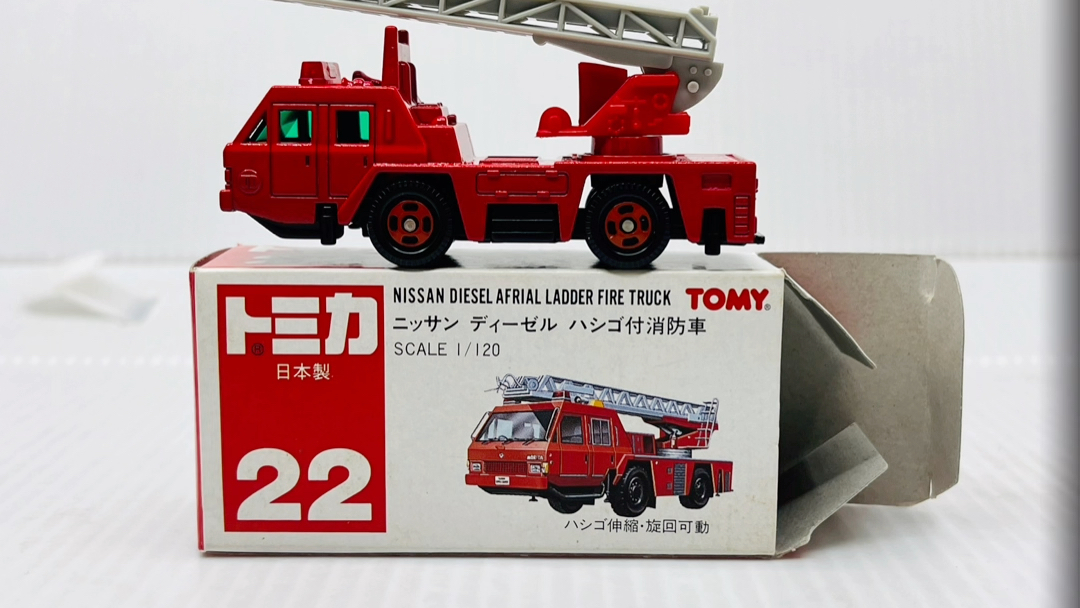 トミカ
日本製
22
NISSAN DIESEL AFRIAL LADDER FIRE TRUCK
TOMY®
ニッサン ディーゼル ハシゴ付消防車
SCALE 1/120
ハシゴ伸縮・旋回可動